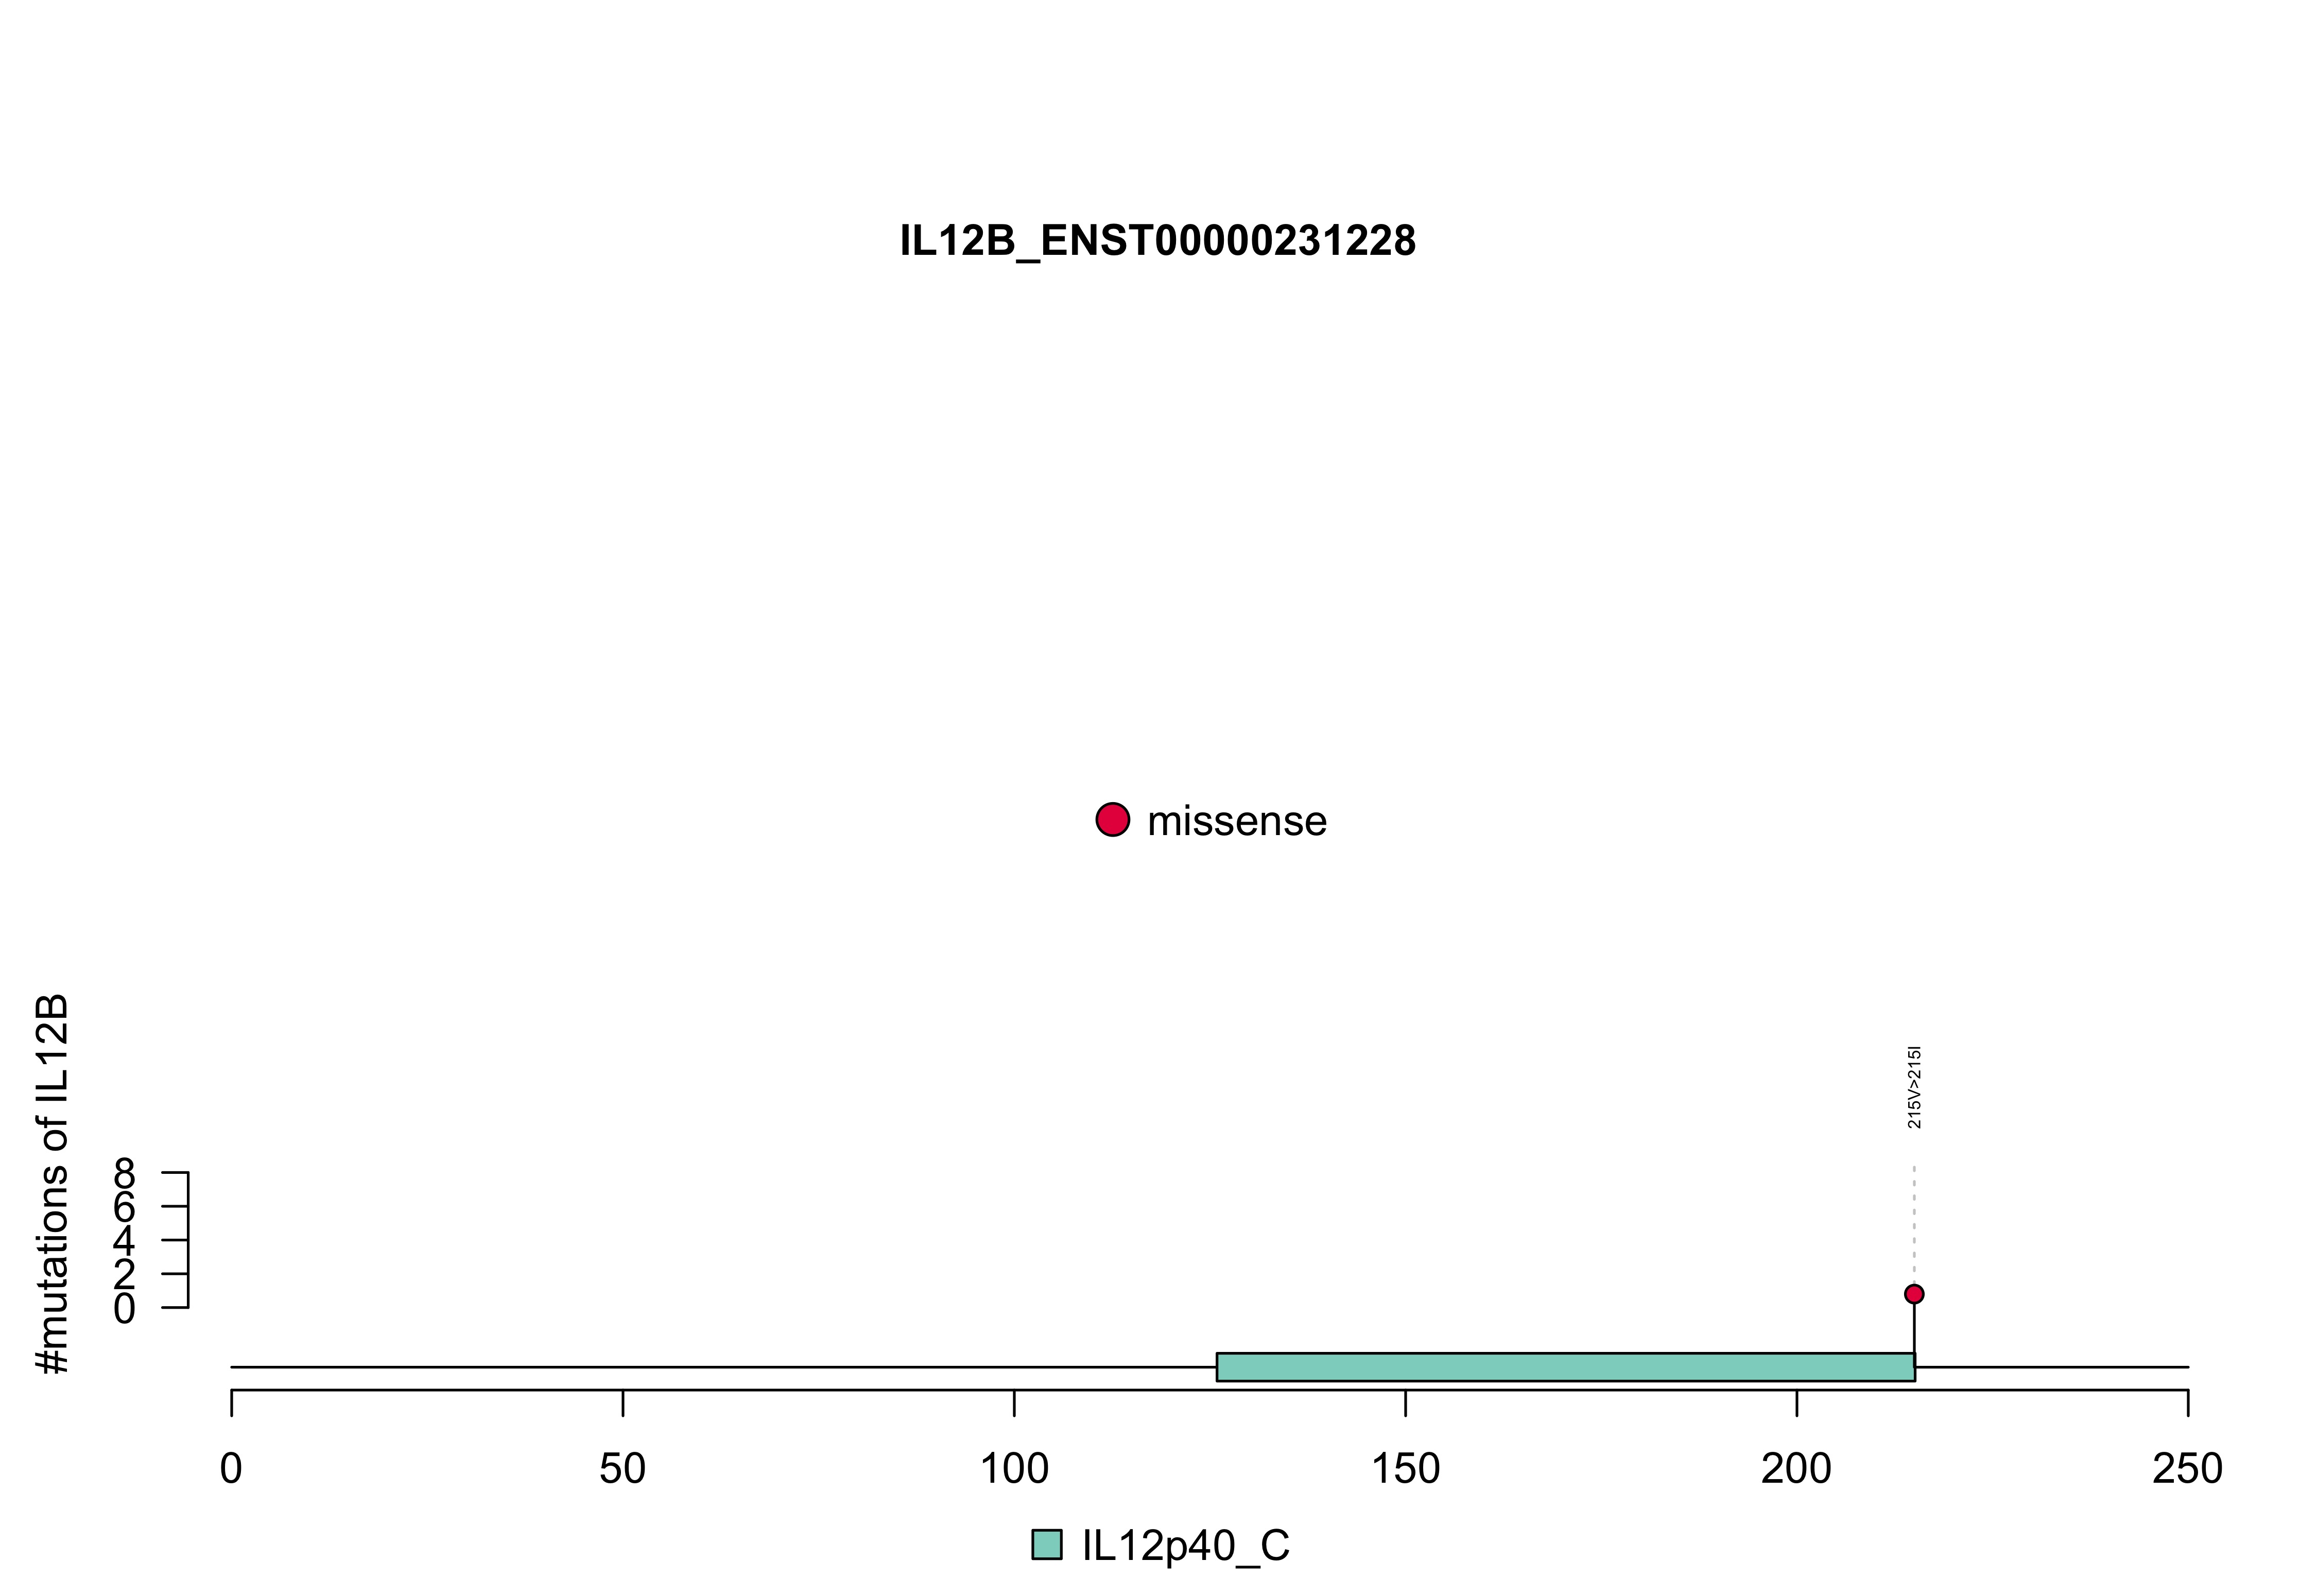 IL12B_ENST00000231228
missense
#mutations of IL12B
215V>215I
8
6
4
2
0
0 50 100 150 200 250
IL12p40_C